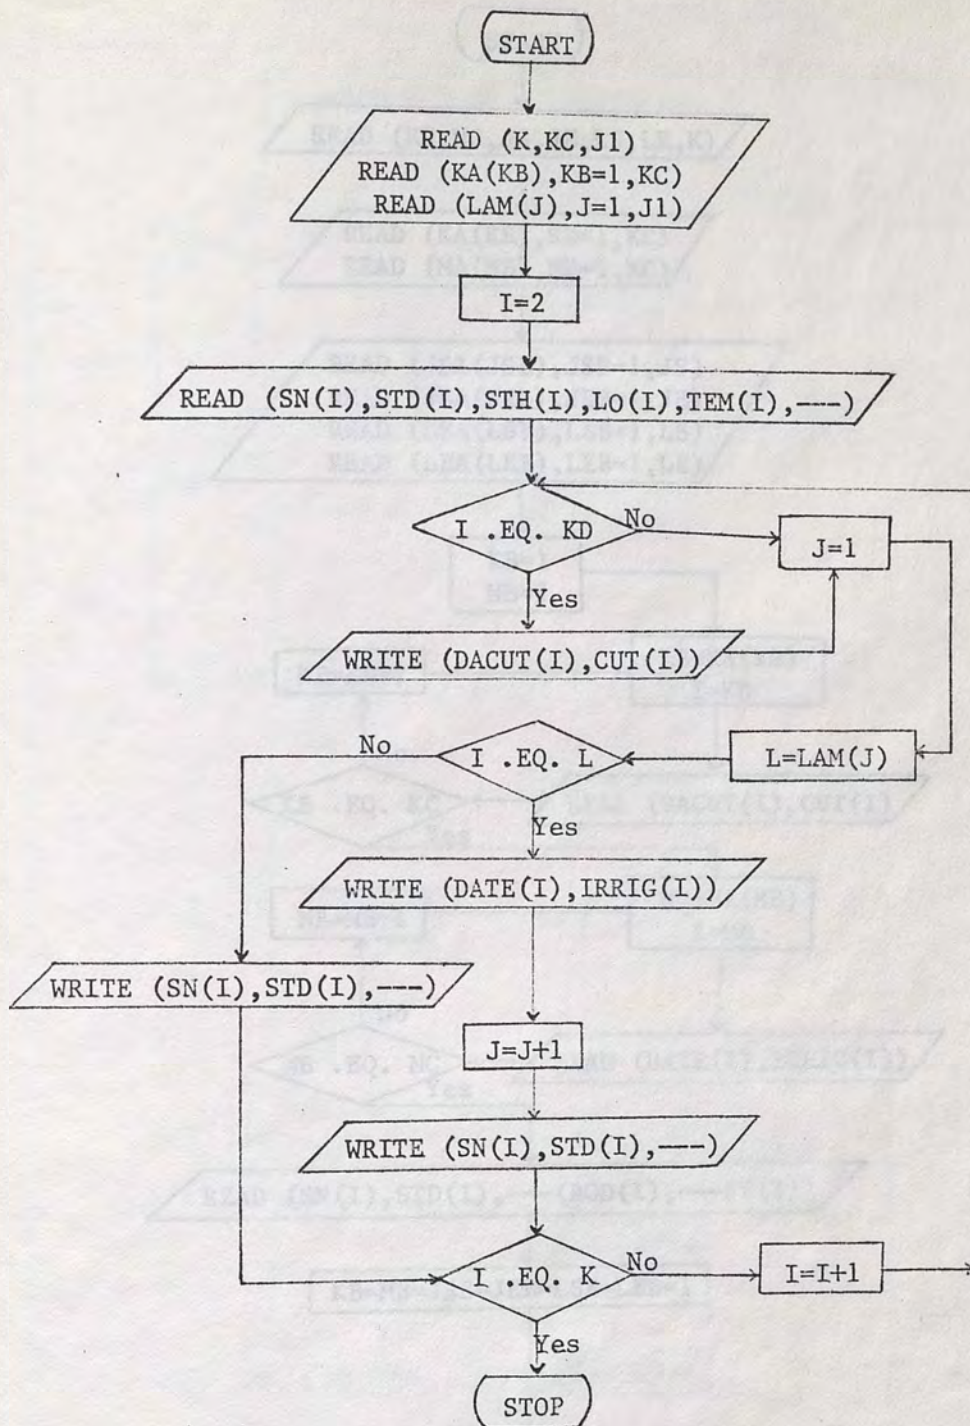 START
READ (K,KC,J1)
READ (KA(KB),KB=1,KC)
READ (LAM(J),J=1,J1)
I=2
READ (SN(I),STD(I),STH(I),LO(I),TEM(I),---)
I .EQ. KD
No
J=1
Yes
WRITE (DACUT(I),CUT(I))
L=LAM(J)
I .EQ. L
No
Yes
WRITE (DATE(I),IRRIG(I))
WRITE (SN(I),STD(I),---)
J=J+1
WRITE (SN(I),STD(I),---)
I .EQ. K
No
I=I+1
Yes
STOP